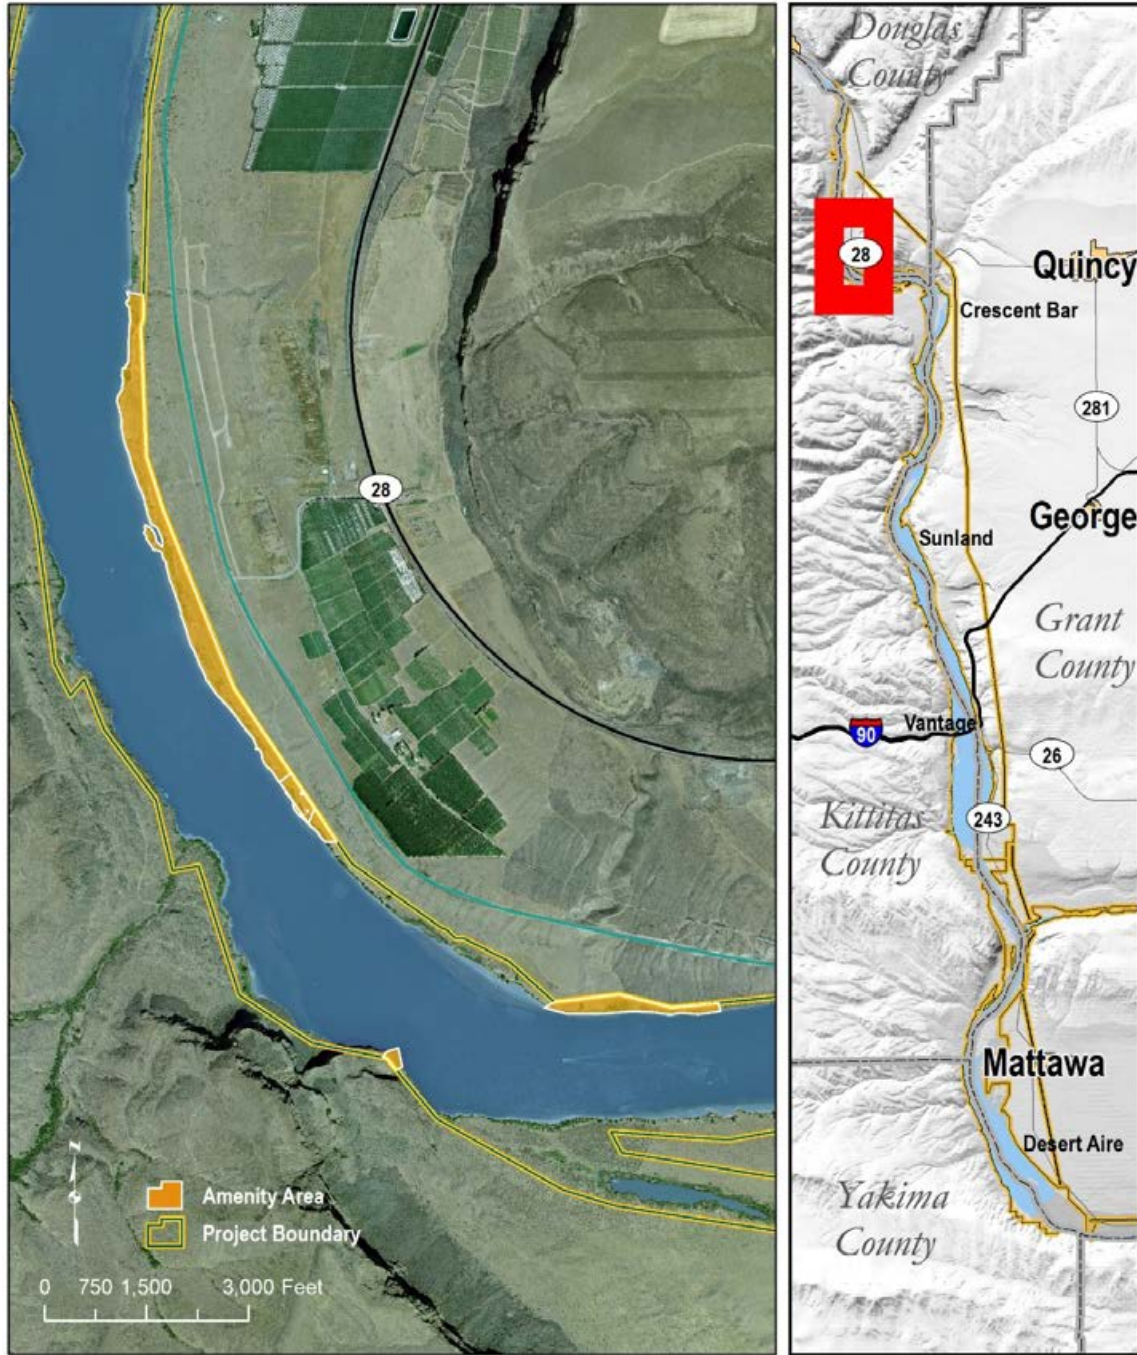 28
Z
Amenity Area
Project Boundary
0 750 1,500 3,000 Feet
Douglas
County
28
Quincy
Crescent Bar
281
George
Sunland
Grant
County
Vantage
90
26
Kittitas
County
243
Mattawa
Desert Aire
Yakima
County